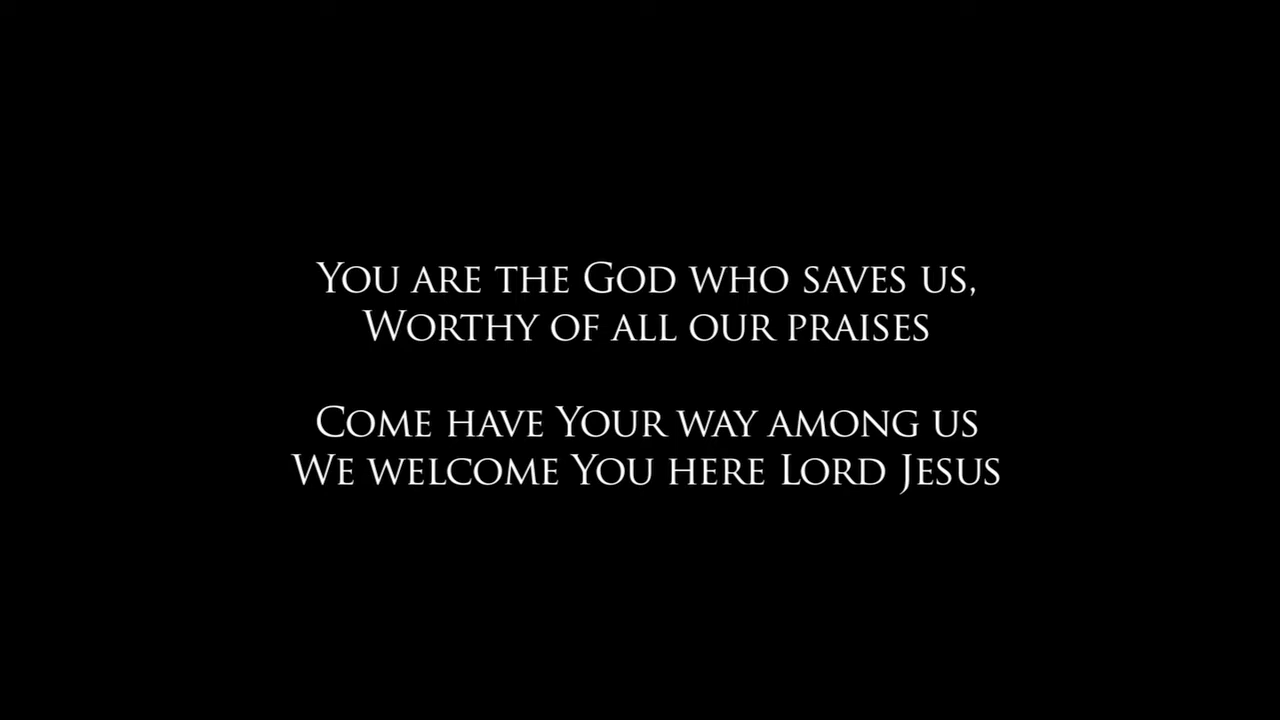 You are the God who saves us,
Worthy of all our praises
Come have Your way among us
We welcome You here Lord Jesus